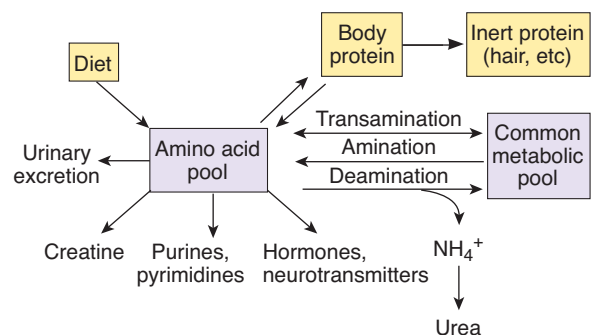 Body
protein
Inert protein
(hair, etc)
Diet
Transamination
Urinary
excretion
Amino acid
pool
Amination
Common
metabolic
pool
Deamination
Creatine
Purines,
pyrimidines
Hormones,
neurotransmitters
NH₄⁺
Urea